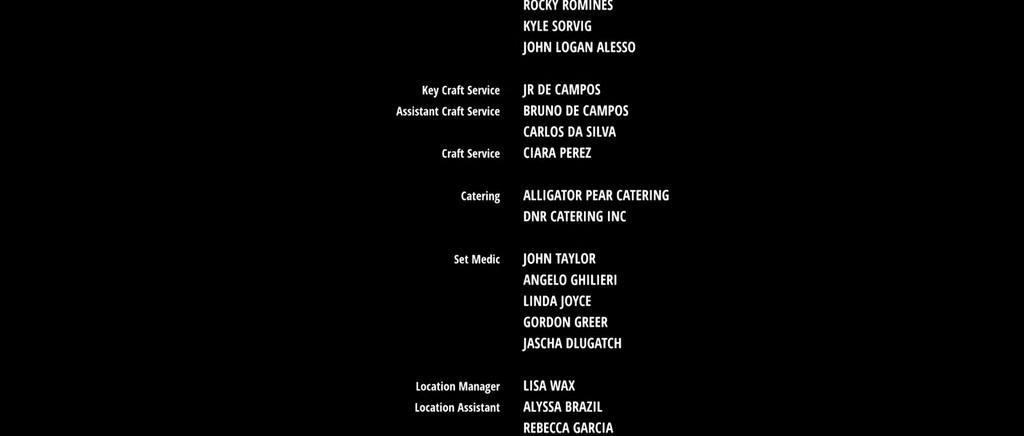 ROCKY ROMINES
KYLE SORVIG
JOHN LOGAN ALESSO
Key Craft Service JR DE CAMPOS
Assistant Craft Service BRUNO DE CAMPOS
CARLOS DA SILVA
Craft Service CIARA PEREZ
Catering ALLIGATOR PEAR CATERING
DNR CATERING INC
Set Medic JOHN TAYLOR
ANGELO GHILIERI
LINDA JOYCE
GORDON GREER
JASCHA DLUGATCH
Location Manager LISA WAX
Location Assistant ALYSSA BRAZIL
REBECCA GARCIA